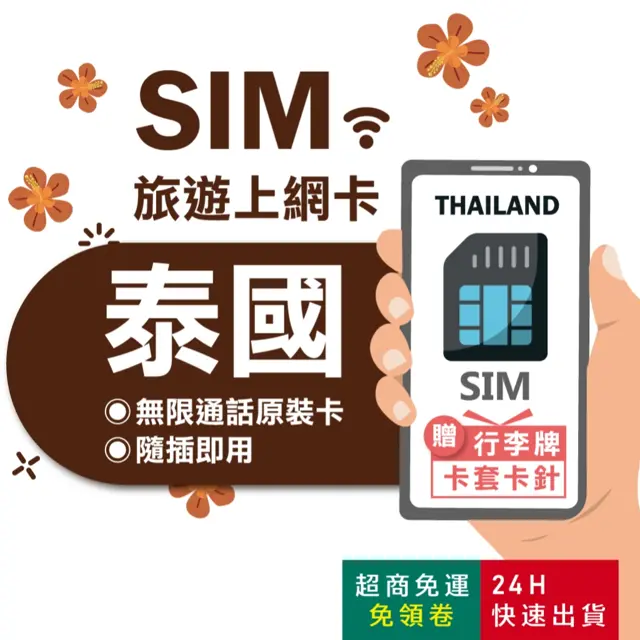 SIM
旅遊上網卡
泰國
◉無限通話原裝卡
◉隨插即用
THAILAND
SIM
贈 行李牌
卡套卡針
超商免運
免領卷
24H
快速出貨